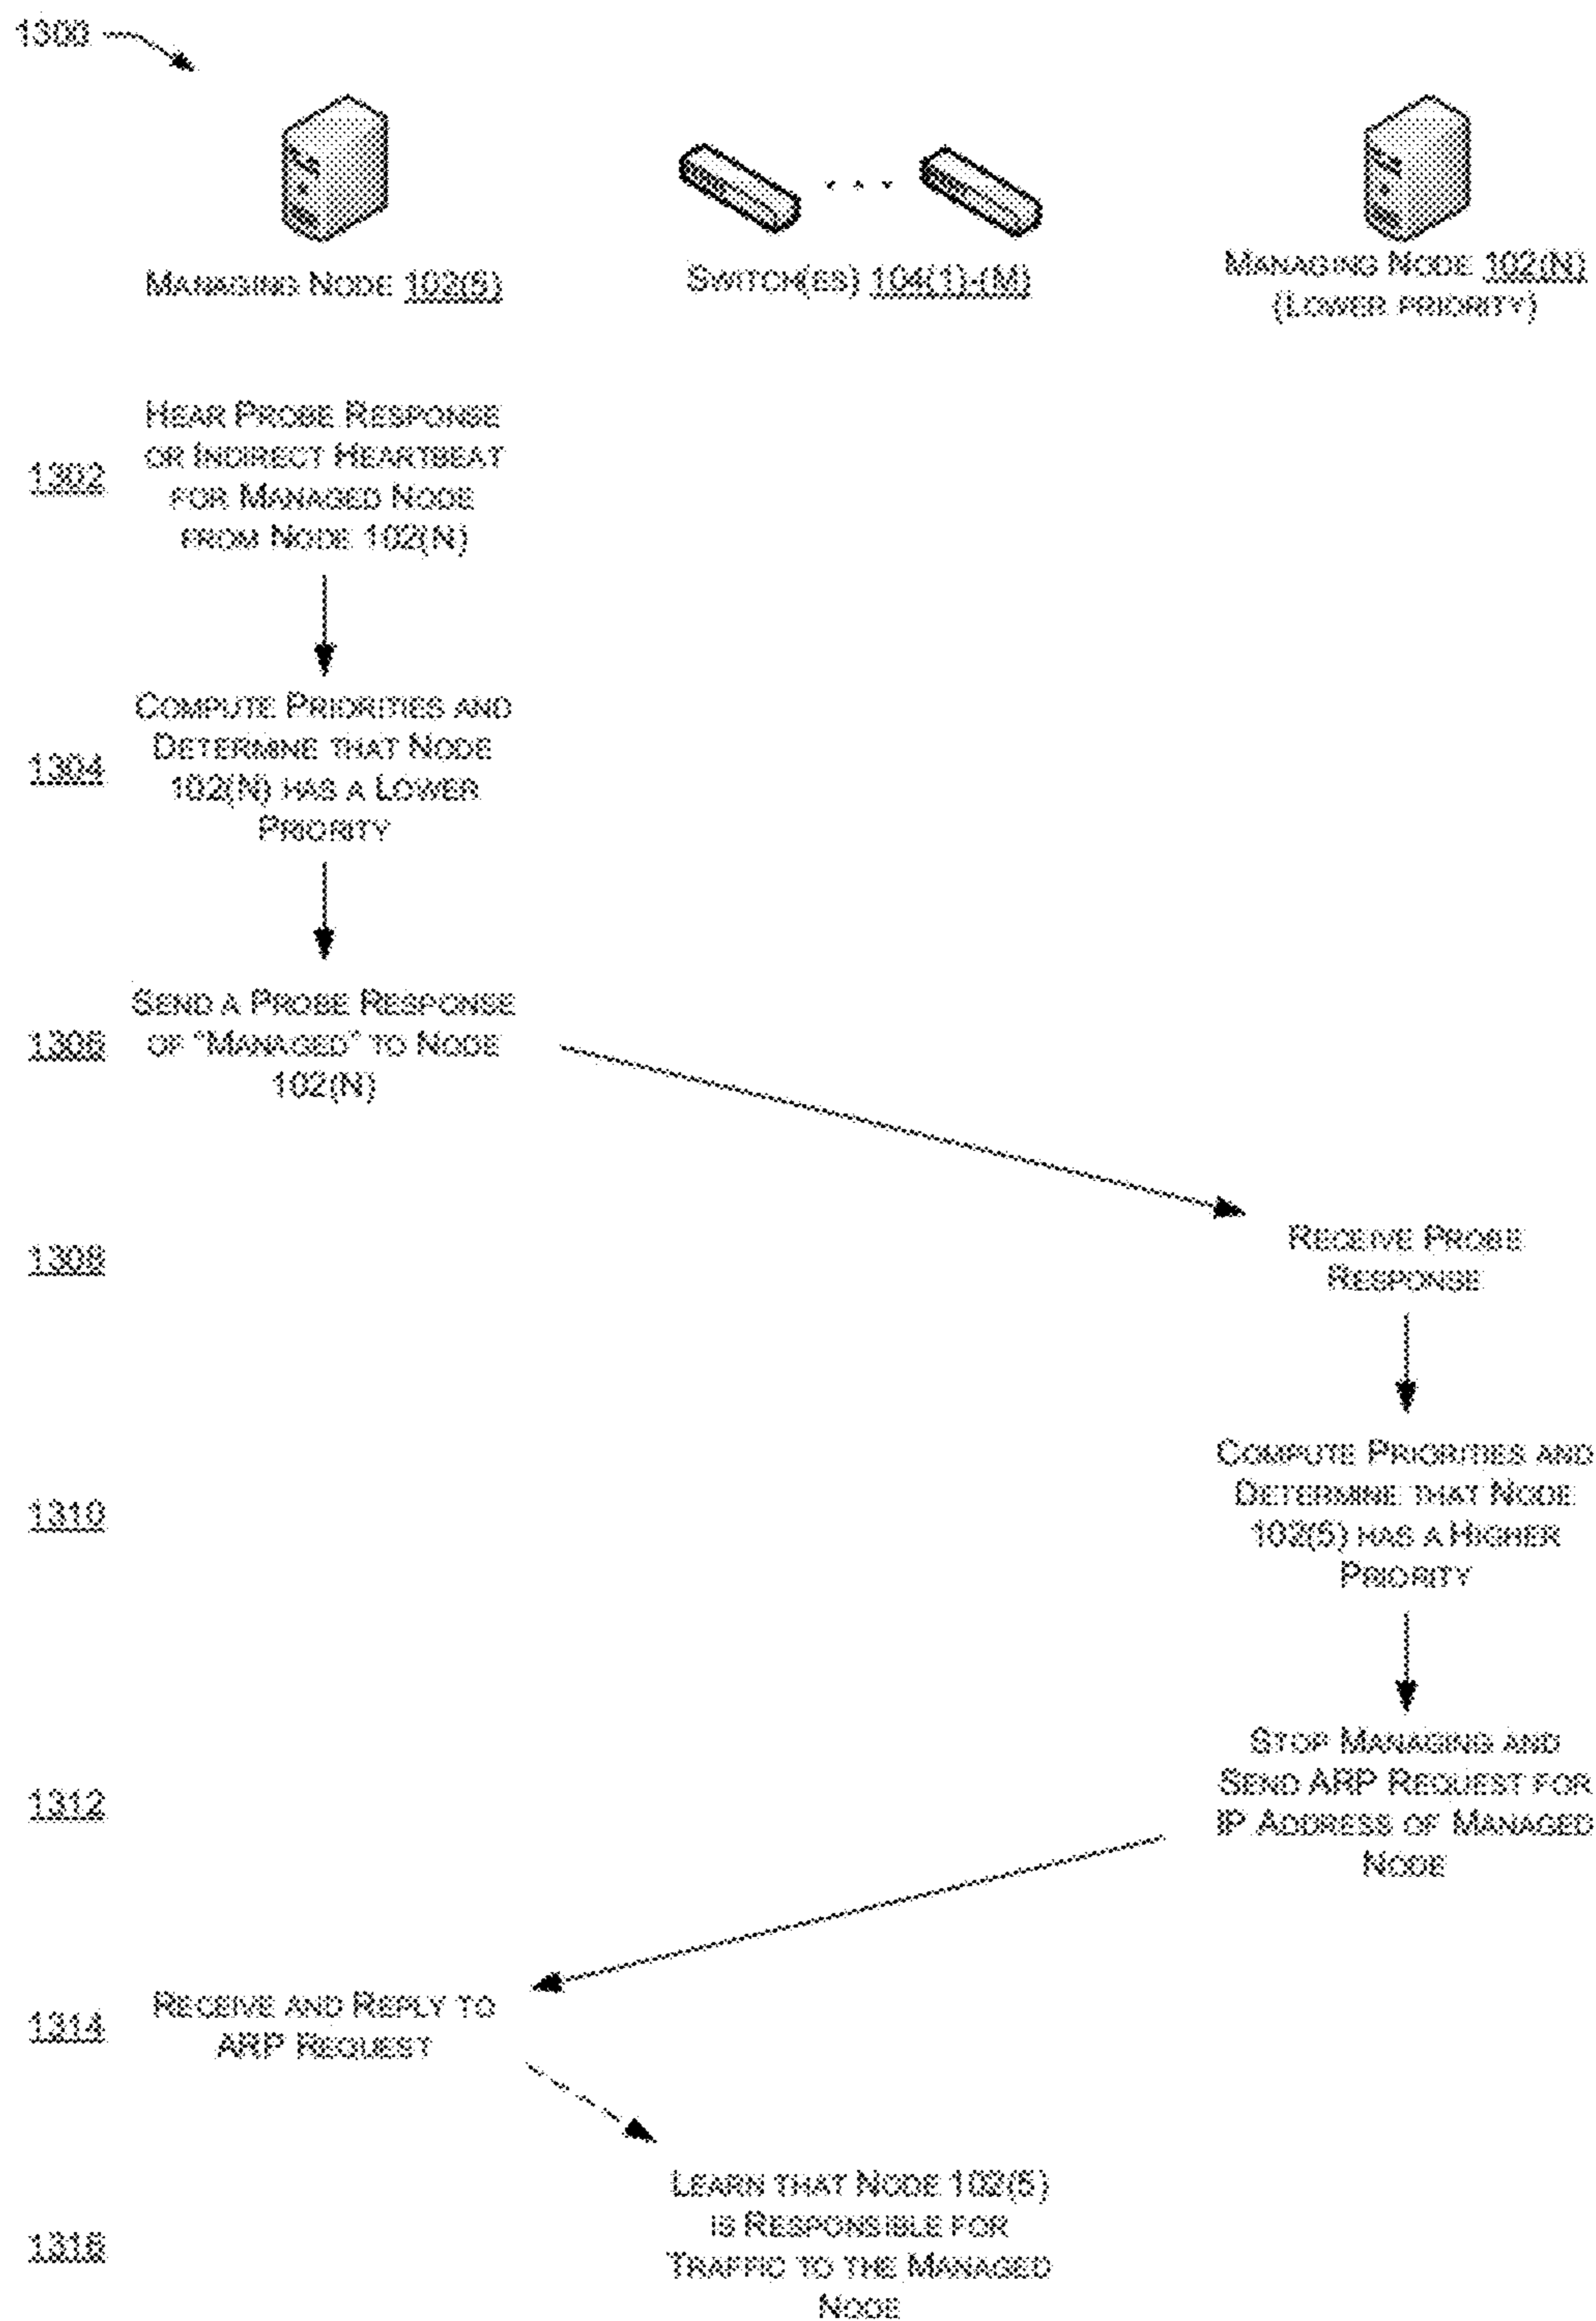 1300
MANAGING NODE 102(5)
SWITCH(ES) 104(1)-(M)
MANAGING NODE 102(N)
(LOWER PRIORITY)
1302
HEAR PROBE RESPONSE
OR INDIRECT HEARTBEAT
FOR MANAGED NODE
FROM NODE 102(N)
1304
COMPUTE PRIORITIES AND
DETERMINE THAT NODE
102(N) HAS A LOWER
PRIORITY
1306
SEND A PROBE RESPONSE
OF "MANAGED" TO NODE
102(N)
1308
RECEIVE PROBE
RESPONSE
1310
COMPUTE PRIORITIES AND
DETERMINE THAT NODE
102(5) HAS A HIGHER
PRIORITY
1312
STOP MANAGING AND
SEND ARP REQUEST FOR
IP ADDRESS OF MANAGED
NODE
1314
RECEIVE AND REPLY TO
ARP REQUEST
1316
LEARN THAT NODE 102(5)
IS RESPONSIBLE FOR
TRAFFIC TO THE MANAGED
NODE